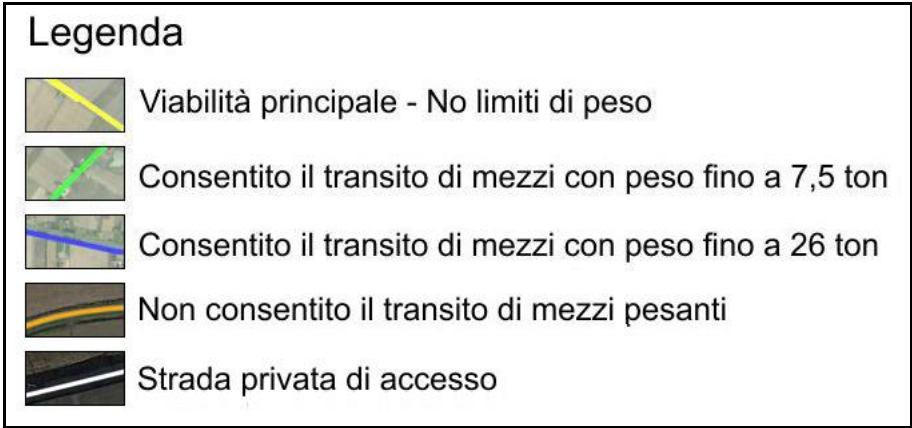 Legenda
Viabilità principale - No limiti di peso
Consentito il transito di mezzi con peso fino a 7,5 ton
Consentito il transito di mezzi con peso fino a 26 ton
Non consentito il transito di mezzi pesanti
Strada privata di accesso